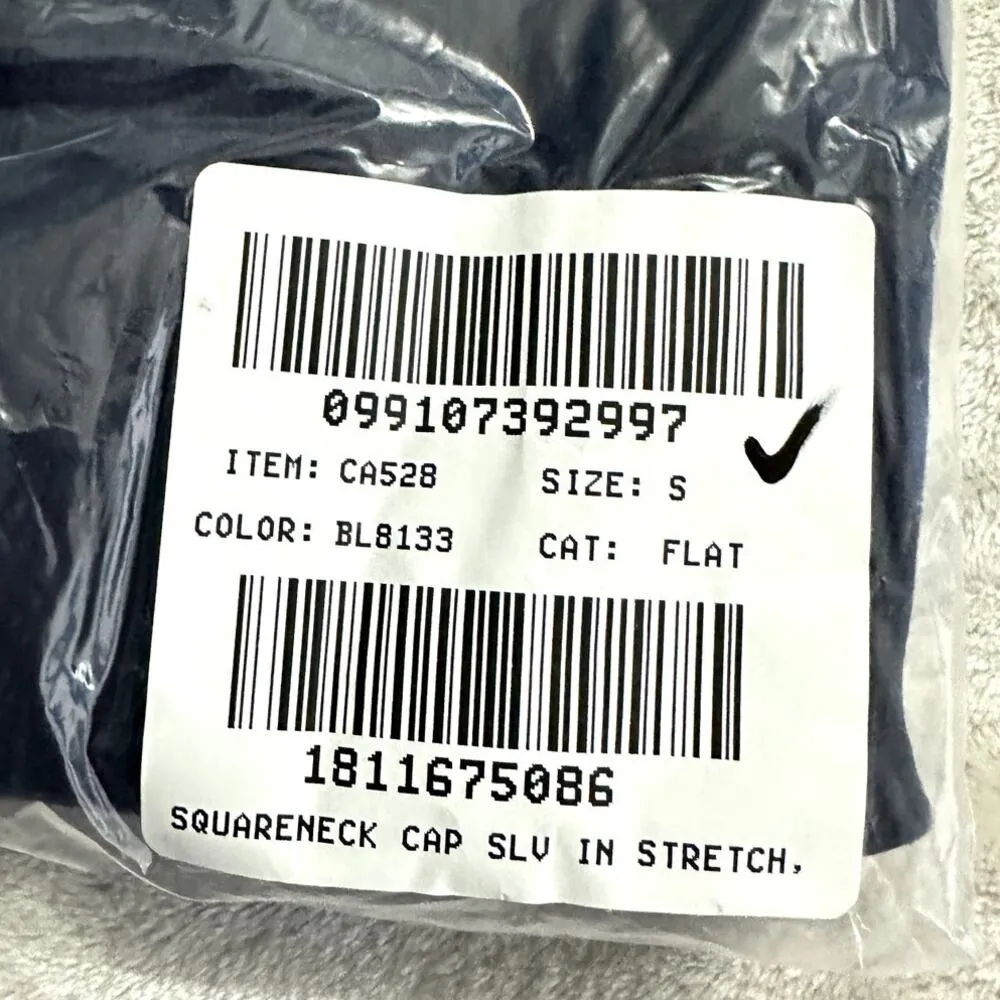 099107392997
ITEM: CA528 SIZE: S
COLOR: BL8133 CAT: FLAT
1811675086
SQUARENECK CAP SLV IN STRETCH,